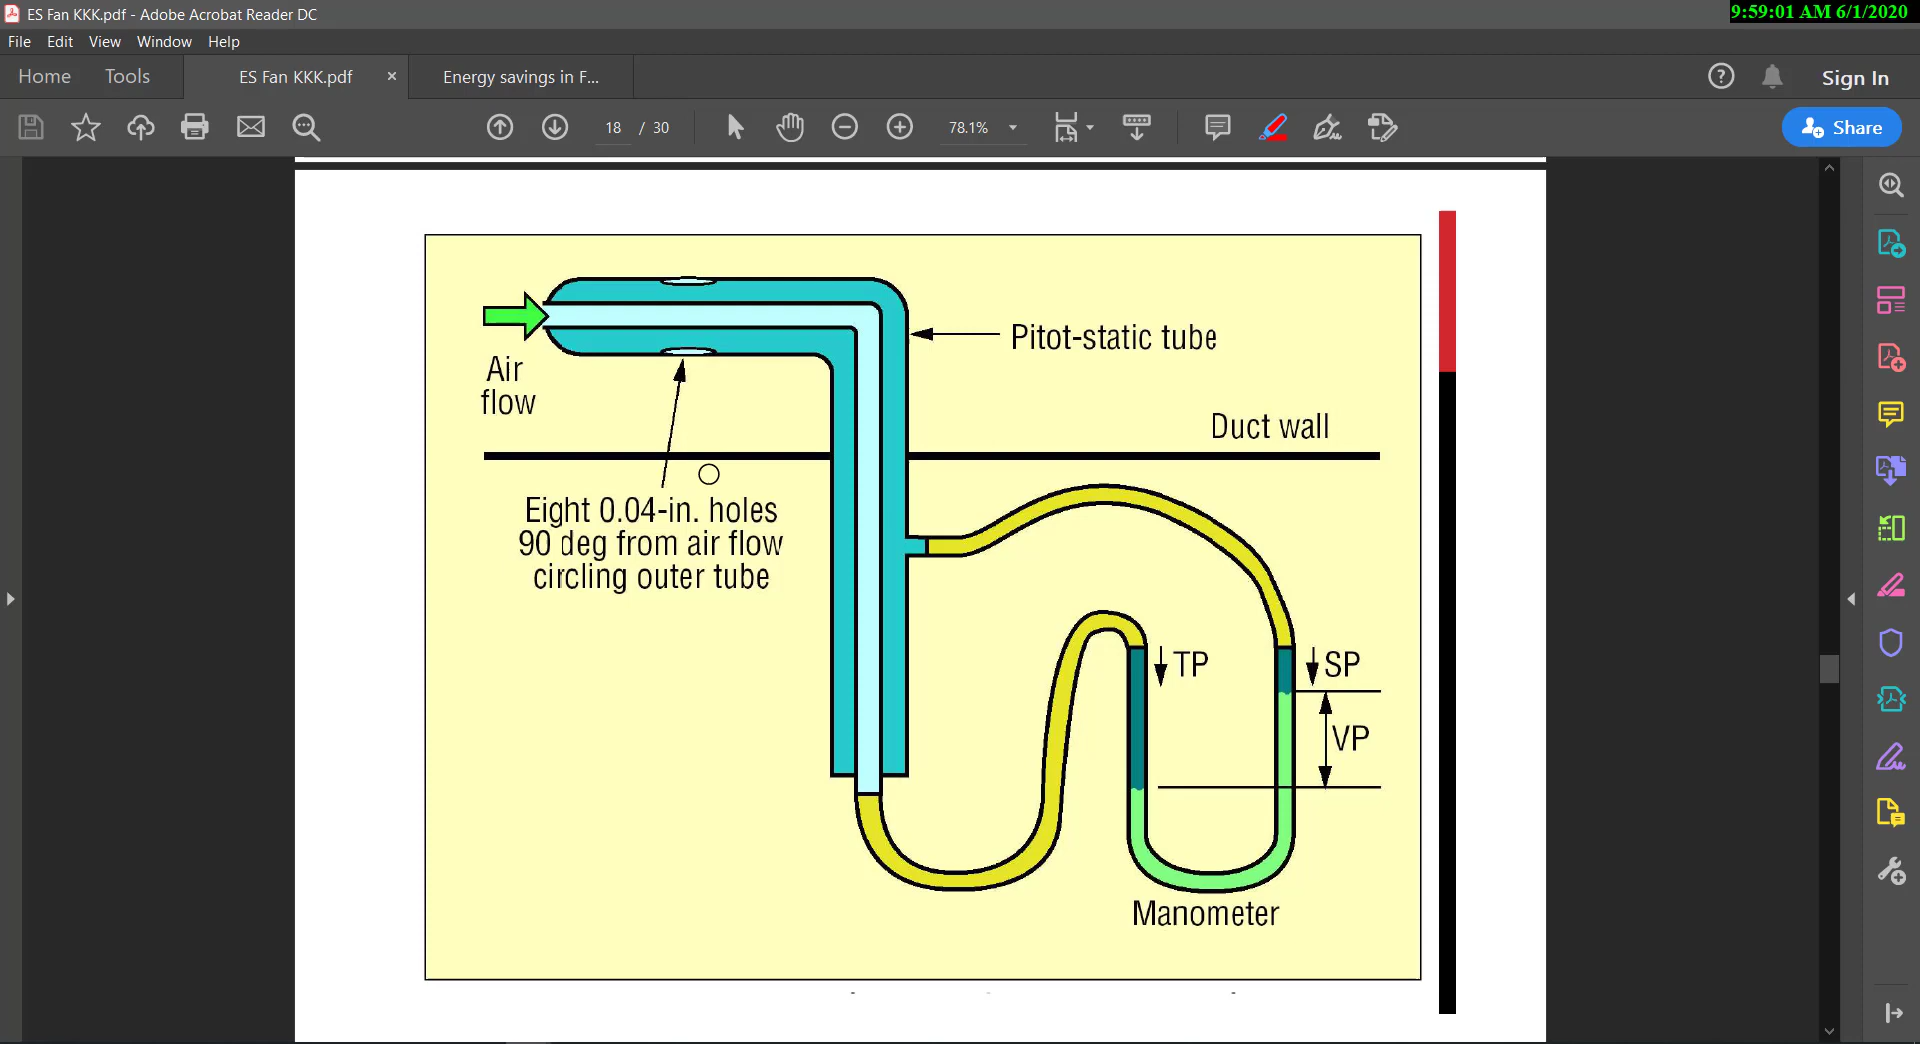 ES Fan KKK.pdf - Adobe Acrobat Reader DC
9:59:01 AM 6/1/2020
File Edit View Window Help
Home Tools ES Fan KKK.pdf × Energy savings in F... Sign In
18 / 30 78.1% Share
Pitot-static tube
Air
flow
Duct wall
Eight 0.04-in. holes
90 deg from air flow
circling outer tube
TP
SP
VP
Manometer